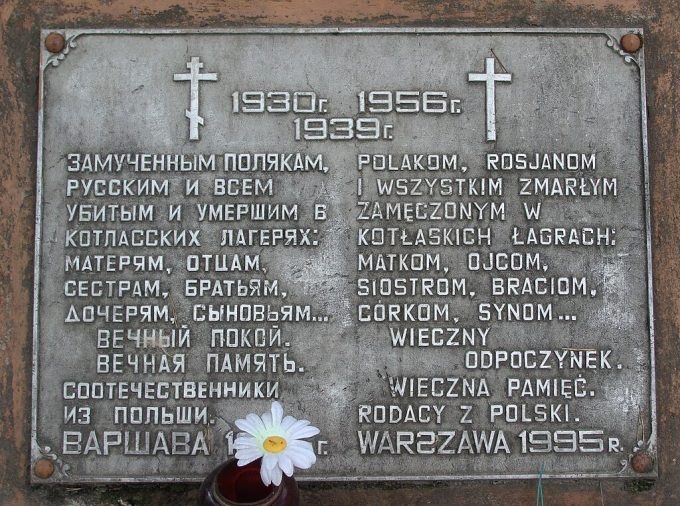 1930г. 1956г.
1939г.
ЗАМУЧЕННЫМ ПОЛЯКАМ,
РУССКИМ И ВСЕМ
УБИТЫМ И УМЕРШИМ В
КОТЛАССКИХ ЛАГЕРЯХ:
МАТЕРЯМ, ОТЦАМ,
СЕСТРАМ, БРАТЬЯМ,
ДОЧЕРЯМ, СЫНОВЬЯМ...
ВЕЧНЫЙ ПОКОЙ.
ВЕЧНАЯ ПАМЯТЬ.
СООТЕЧЕСТВЕННИКИ
ИЗ ПОЛЬШИ.
ВАРШАВА г.
POLAKOM, ROSJANOM
I WSZYSTKIM ZMARŁYM
ZAMĘCZONYM W
KOTŁASKICH ŁAGRACH:
MATKOM, OJCOM,
SIOSTROM, BRACIOM,
CÓRKOM, SYNOM...
WIECZNY
ODPOCZYNEK.
WIECZNA PAMIĘĆ.
RODACY Z POLSKI.
WARSZAWA 1995 R.